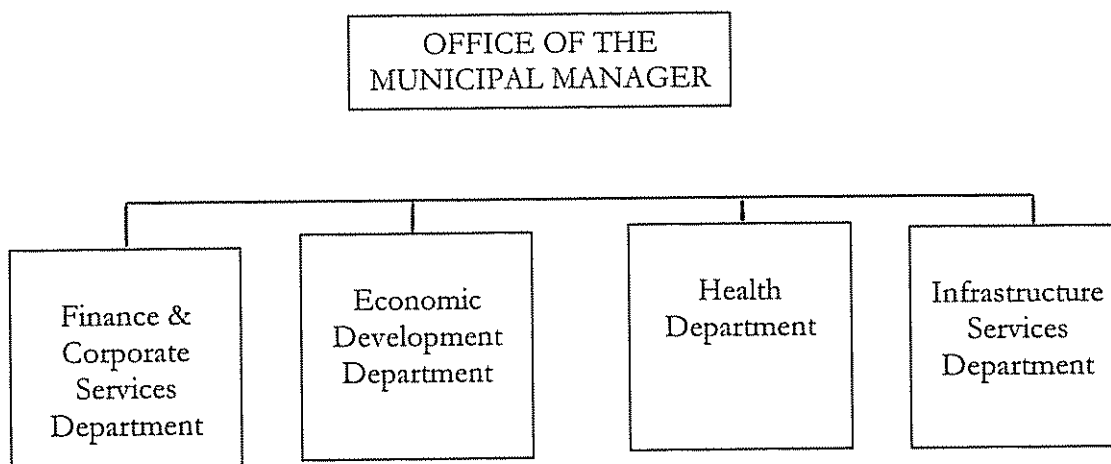 OFFICE OF THE
MUNICIPAL MANAGER
Finance &
Corporate
Services
Department
Economic
Development
Department
Health
Department
Infrastructure
Services
Department